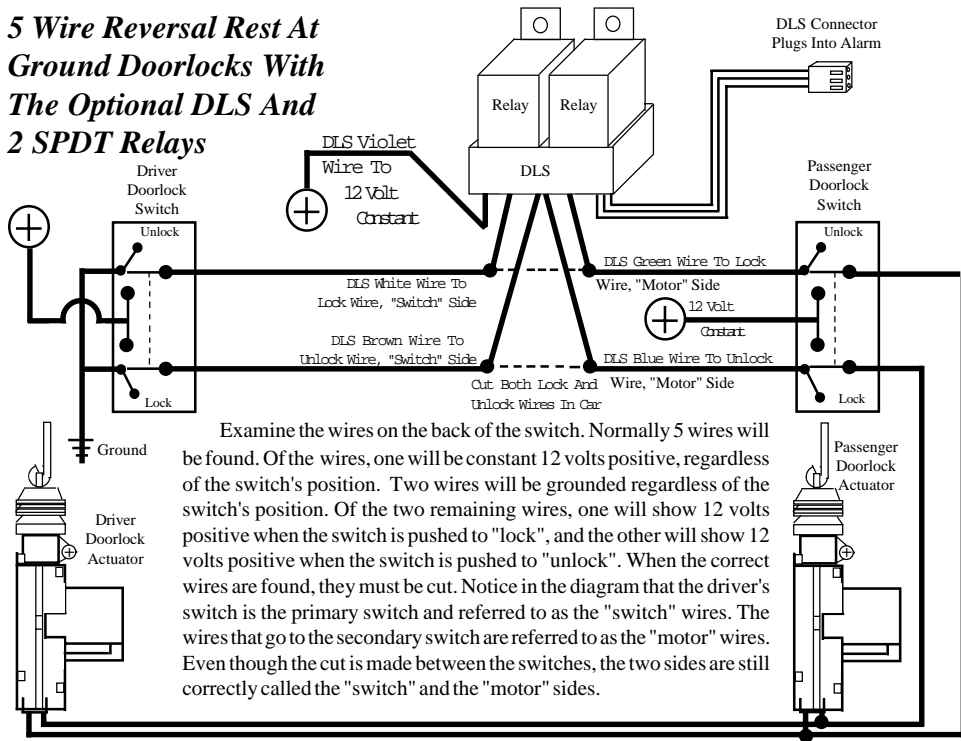 5 Wire Reversal Rest At
Ground Doorlocks With
The Optional DLS And
2 SPDT Relays
DLS Connector
Plugs Into Alarm
Relay
Relay
DLS
DLS Violet
Wire To
12 Volt
Constant
Driver
Doorlock
Switch
Unlock
Lock
Passenger
Doorlock
Switch
Unlock
Lock
DLS White Wire To
Lock Wire, "Switch" Side
DLS Green Wire To Lock
Wire, "Motor" Side
12 Volt
Constant
DLS Brown Wire To
Unlock Wire, "Switch" Side
DLS Blue Wire To Unlock
Wire, "Motor" Side
Cut Both Lock And
Unlock Wires In Car
Ground
Driver
Doorlock
Actuator
Passenger
Doorlock
Actuator
Examine the wires on the back of the switch. Normally 5 wires will
be found. Of the wires, one will be constant 12 volts positive, regardless
of the switch's position. Two wires will be grounded regardless of the
switch's position. Of the two remaining wires, one will show 12 volts
positive when the switch is pushed to "lock", and the other will show 12
volts positive when the switch is pushed to "unlock". When the correct
wires are found, they must be cut. Notice in the diagram that the driver's
switch is the primary switch and referred to as the "switch" wires. The
wires that go to the secondary switch are referred to as the "motor" wires.
Even though the cut is made between the switches, the two sides are still
correctly called the "switch" and the "motor" sides.